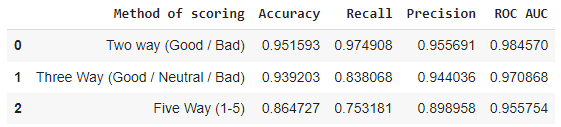 Method of scoring Accuracy Recall Precision ROC AUC
0 Two way (Good / Bad) 0.951593 0.974908 0.955691 0.984570
1 Three Way (Good / Neutral / Bad) 0.939203 0.838068 0.944036 0.970868
2 Five Way (1-5) 0.864727 0.753181 0.898958 0.955754